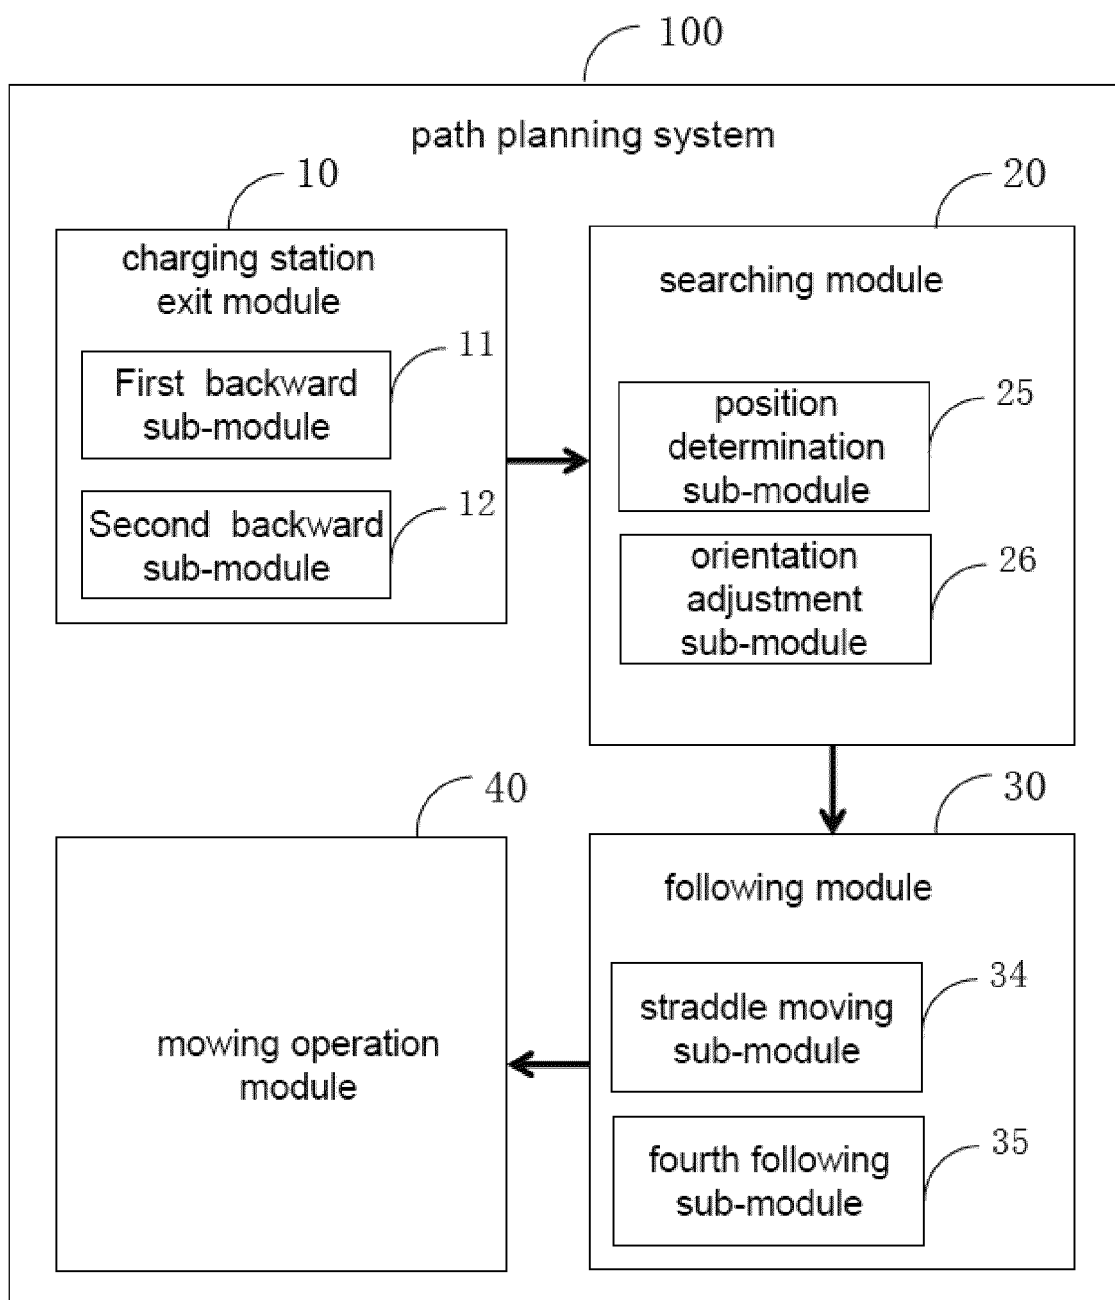 100
path planning system
10
charging station
exit module
11
First backward
sub-module
12
Second backward
sub-module
20
searching module
25
position
determination
sub-module
26
orientation
adjustment
sub-module
30
following module
34
straddle moving
sub-module
35
fourth following
sub-module
40
mowing operation
module